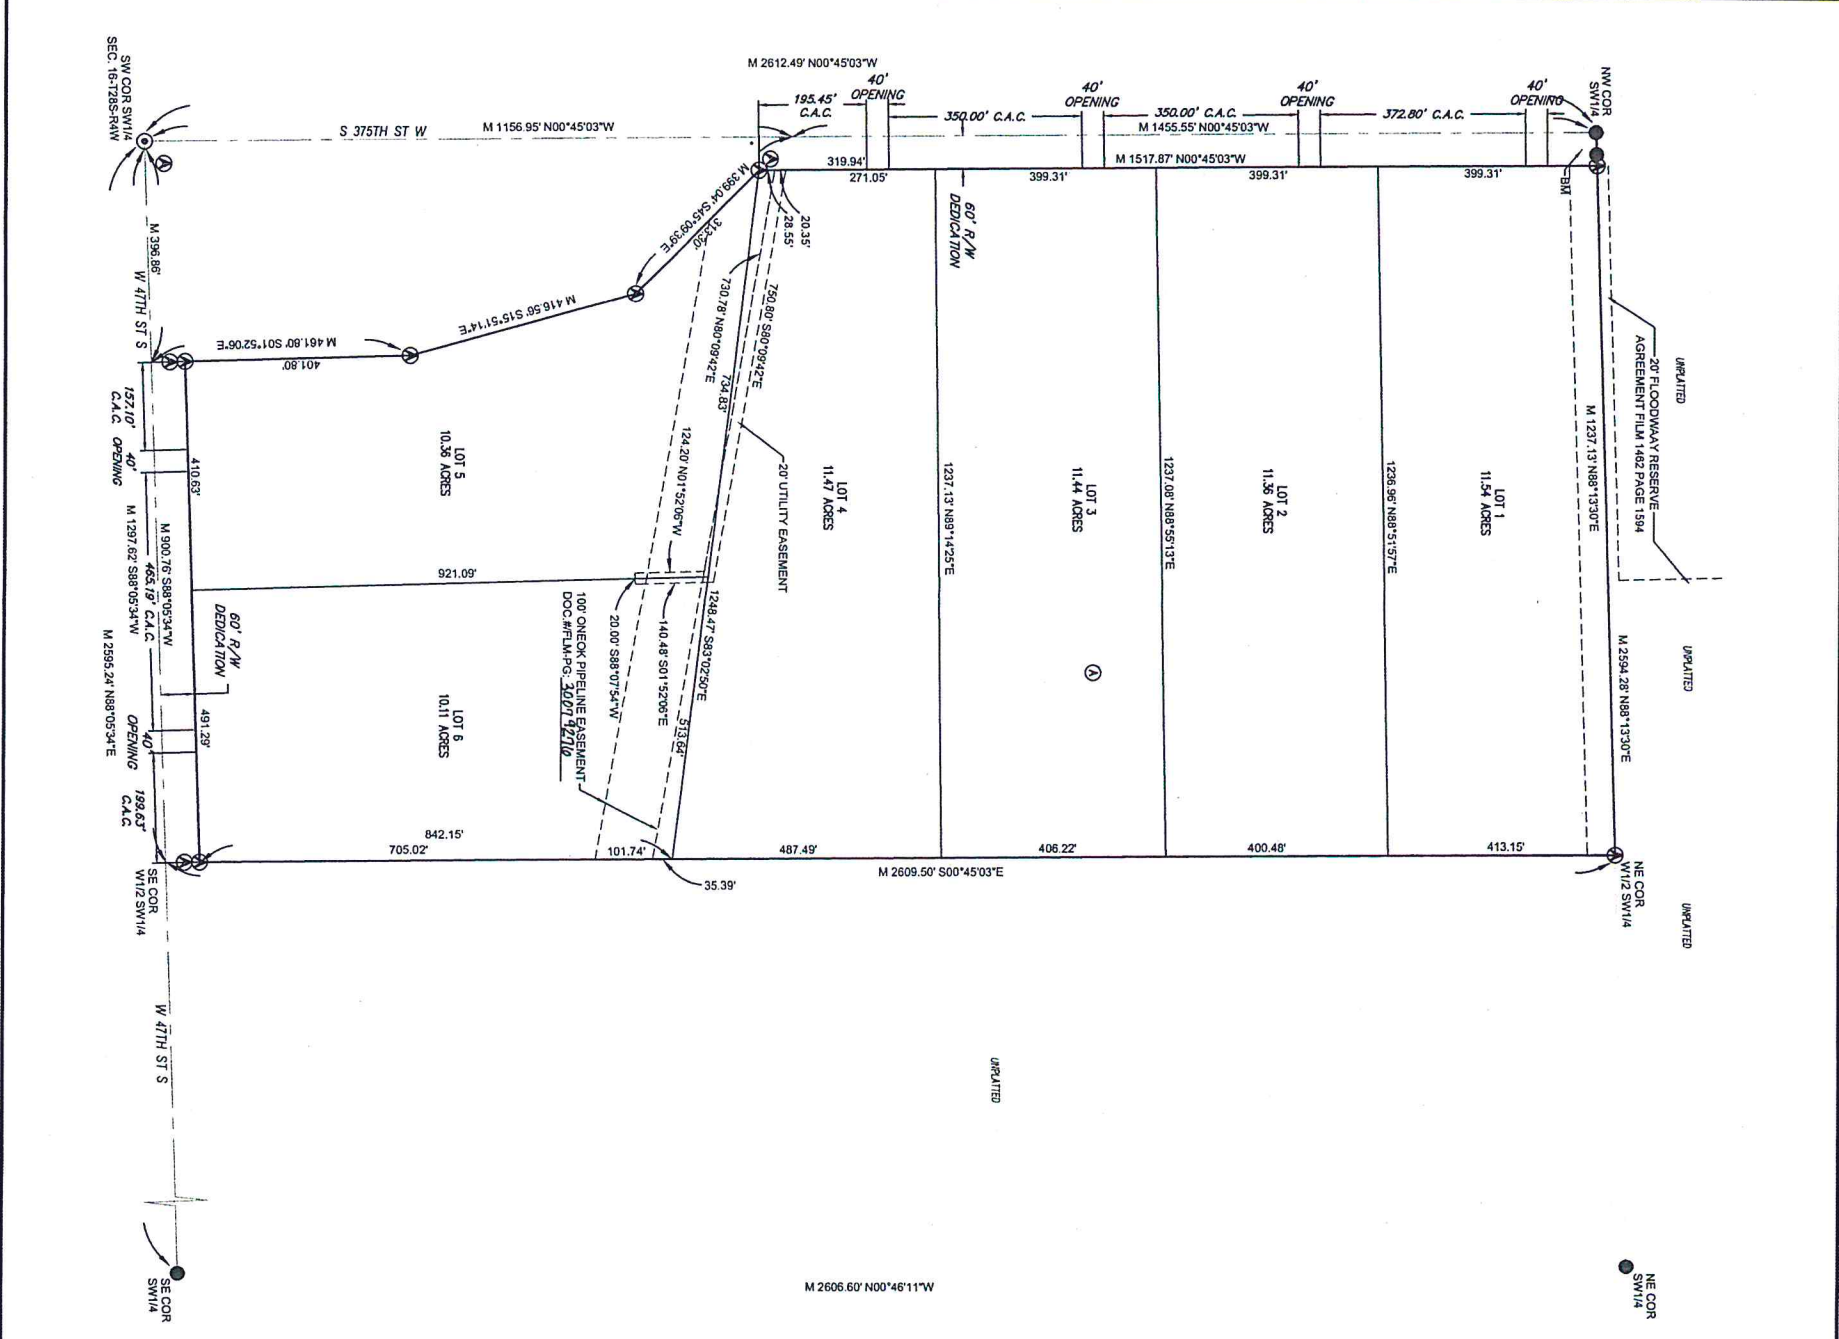 SW COR SW1/4
SEC. 16-T28S-R4W
S 375TH ST W
M 1156.95' N00°45'03"W
M 2612.49' N00°45'03"W
195.45'
C.A.C.
40'
OPENING
350.00' C.A.C.
40'
OPENING
350.00' C.A.C.
M 1455.55' N00°45'03"W
40'
OPENING
372.80' C.A.C.
40'
OPENING
NW COR
SW1/4
M 1517.87' N00°45'03"W
BM
319.94'
271.05'
399.31'
399.31'
399.31'
60' R/W
DEDICATION
20.35'
28.55'
M 399.04' S45°09'39"E
313.30'
M 416.56' S15°51'14"E
M 461.80' S01°52'06"E
401.80'
M 396.86'
W 47TH ST S
730.78' N80°09'42"E
750.80' S80°09'42"E
734.83'
20' UTILITY EASEMENT
124.20' N01°52'06"W
LOT 5
10.36 ACRES
LOT 4
11.47 ACRES
1237.13' N89°14'25"E
LOT 3
11.44 ACRES
1237.08' N88°55'13"E
LOT 2
11.36 ACRES
1236.96' N88°51'57"E
LOT 1
11.54 ACRES
M 1237.13' N88°13'30"E
20' FLOODWAAY RESERVE
AGREEMENT FILM 1462 PAGE 1594
UNPLATTED
UNPLATTED
UNPLATTED
M 2594.28' N88°13'30"E
157.10'
C.A.C.
40'
OPENING
410.63'
M 900.76' S88°05'34"W
465.19' C.A.C.
M 1297.62' S88°05'34"W
M 2595.24' N88°05'34"E
60' R/W
DEDICATION
921.09'
1248.47' S83°02'50"E
140.48' S01°52'06"E
20.00' S88°07'54"W
100' ONEOK PIPELINE EASEMENT
DOC.#/FLM-PG: 30079276
513.64'
LOT 6
10.11 ACRES
491.29'
40'
OPENING
199.63'
C.A.C.
A
842.15'
705.02'
101.74'
35.39'
487.49'
406.22'
400.48'
413.15'
M 2609.50' S00°45'03"E
SE COR
W1/2 SW1/4
NE COR
W1/2 SW1/4
W 47TH ST S
UNPLATTED
SE COR
SW1/4
M 2606.60' N00°46'11"W
NE COR
SW1/4